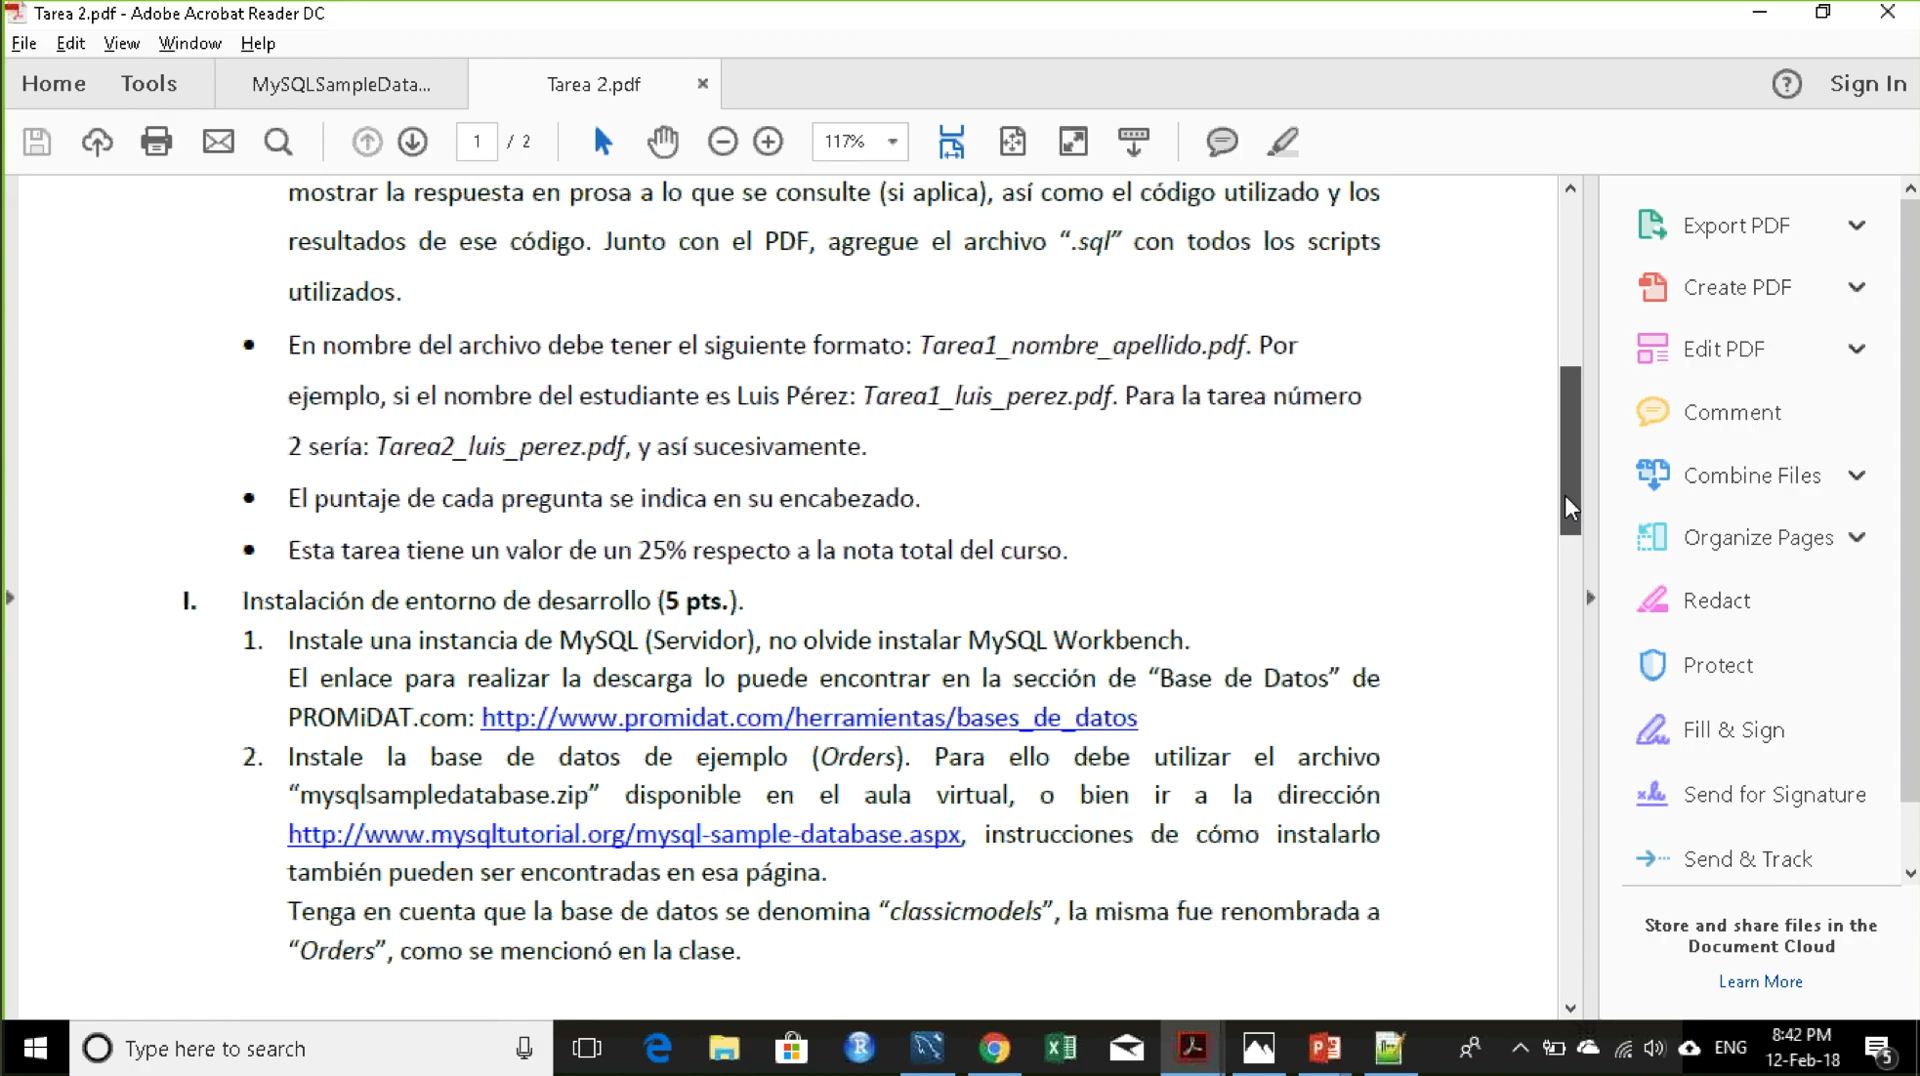 Tarea 2.pdf - Adobe Acrobat Reader DC
File Edit View Window Help
Home Tools MySQLSampleData... Tarea 2.pdf Sign In
1 / 2 117%
mostrar la respuesta en prosa a lo que se consulte (si aplica), así como el código utilizado y los
resultados de ese código. Junto con el PDF, agregue el archivo “.sql” con todos los scripts
utilizados.
• En nombre del archivo debe tener el siguiente formato: Tarea1_nombre_apellido.pdf. Por
ejemplo, si el nombre del estudiante es Luis Pérez: Tarea1_luis_perez.pdf. Para la tarea número
2 sería: Tarea2_luis_perez.pdf, y así sucesivamente.
• El puntaje de cada pregunta se indica en su encabezado.
• Esta tarea tiene un valor de un 25% respecto a la nota total del curso.
I. Instalación de entorno de desarrollo (5 pts.).
1. Instale una instancia de MySQL (Servidor), no olvide instalar MySQL Workbench.
El enlace para realizar la descarga lo puede encontrar en la sección de “Base de Datos” de
PROMiDAT.com: http://www.promidat.com/herramientas/bases_de_datos
2. Instale la base de datos de ejemplo (Orders). Para ello debe utilizar el archivo
“mysqlsampledatabase.zip” disponible en el aula virtual, o bien ir a la dirección
http://www.mysqltutorial.org/mysql-sample-database.aspx, instrucciones de cómo instalarlo
también pueden ser encontradas en esa página.
Tenga en cuenta que la base de datos se denomina “classicmodels”, la misma fue renombrada a
“Orders”, como se mencionó en la clase.
Export PDF
Create PDF
Edit PDF
Comment
Combine Files
Organize Pages
Redact
Protect
Fill & Sign
Send for Signature
Send & Track
Store and share files in the
Document Cloud
Learn More
Type here to search
ENG
8:42 PM
12-Feb-18
5